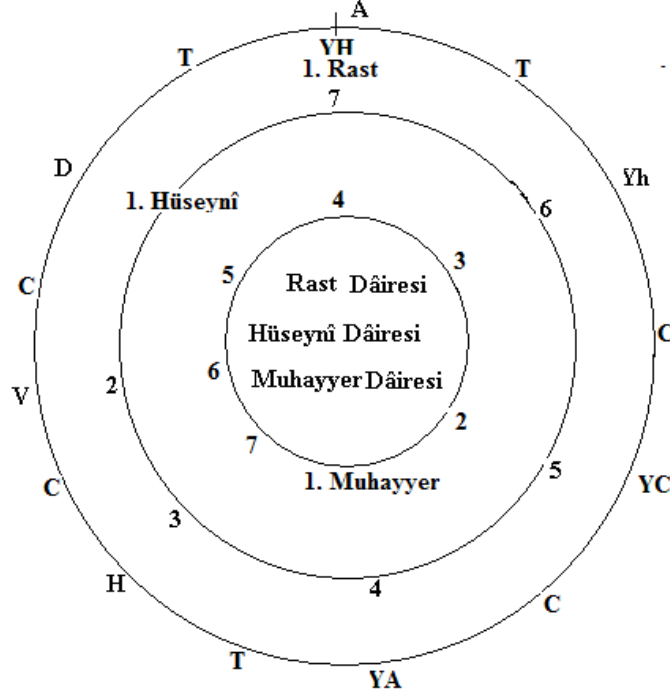 A
YH
T
T
1. Rast
7
D
Yh
1. Hüseynî
6
4
3
5
C
Rast Dâiresi
C
Hüseynî Dâiresi
6
V
2
Muhayyer Dâiresi
2
7
5
C
1. Muhayyer
YC
3
H
4
C
T
YA